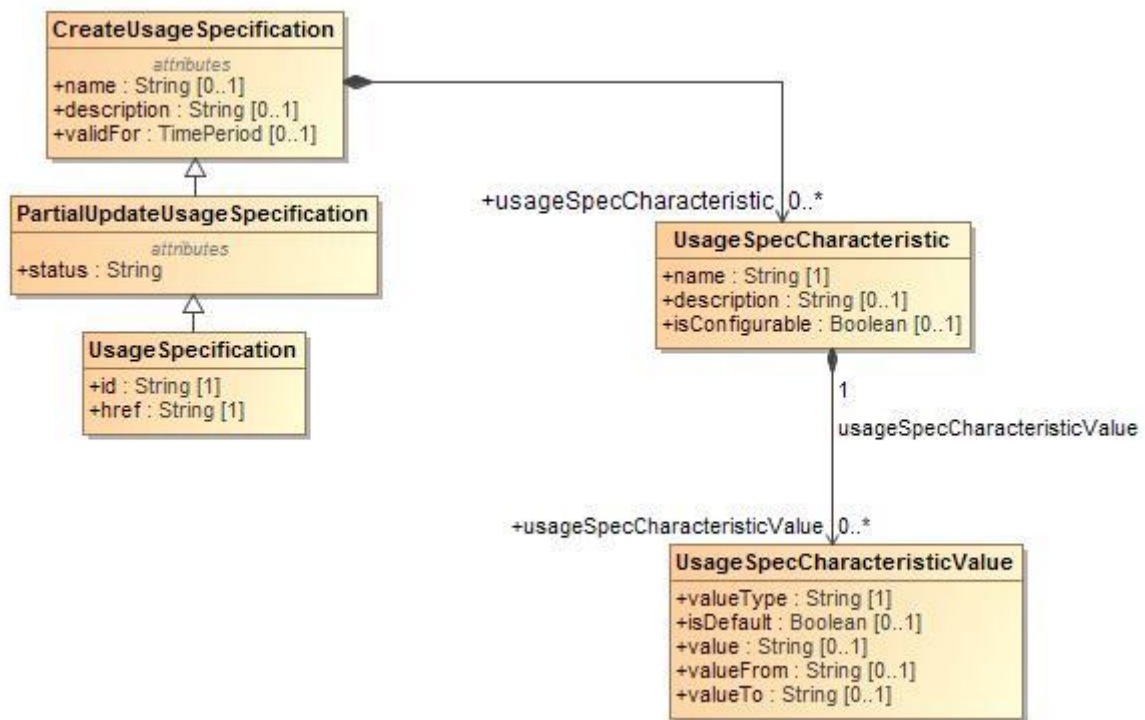 CreateUsageSpecification
attributes
+name : String [0..1]
+description : String [0..1]
+validFor : TimePeriod [0..1]
PartialUpdateUsageSpecification
attributes
+status : String
UsageSpecification
+id : String [1]
+href : String [1]
+usageSpecCharacteristic 0..*
UsageSpecCharacteristic
+name : String [1]
+description : String [0..1]
+isConfigurable : Boolean [0..1]
1
usageSpecCharacteristicValue
+usageSpecCharacteristicValue 0..*
UsageSpecCharacteristicValue
+valueType : String [1]
+isDefault : Boolean [0..1]
+value : String [0..1]
+valueFrom : String [0..1]
+valueTo : String [0..1]